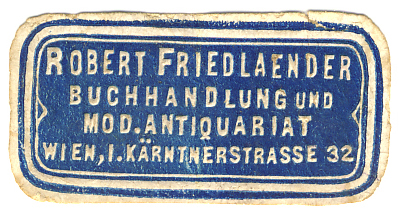 ROBERT FRIEDLAENDER
BUCHHANDLUNG UND
MOD. ANTIQUARIAT
WIEN, I. KÄRNTNERSTRASSE 32